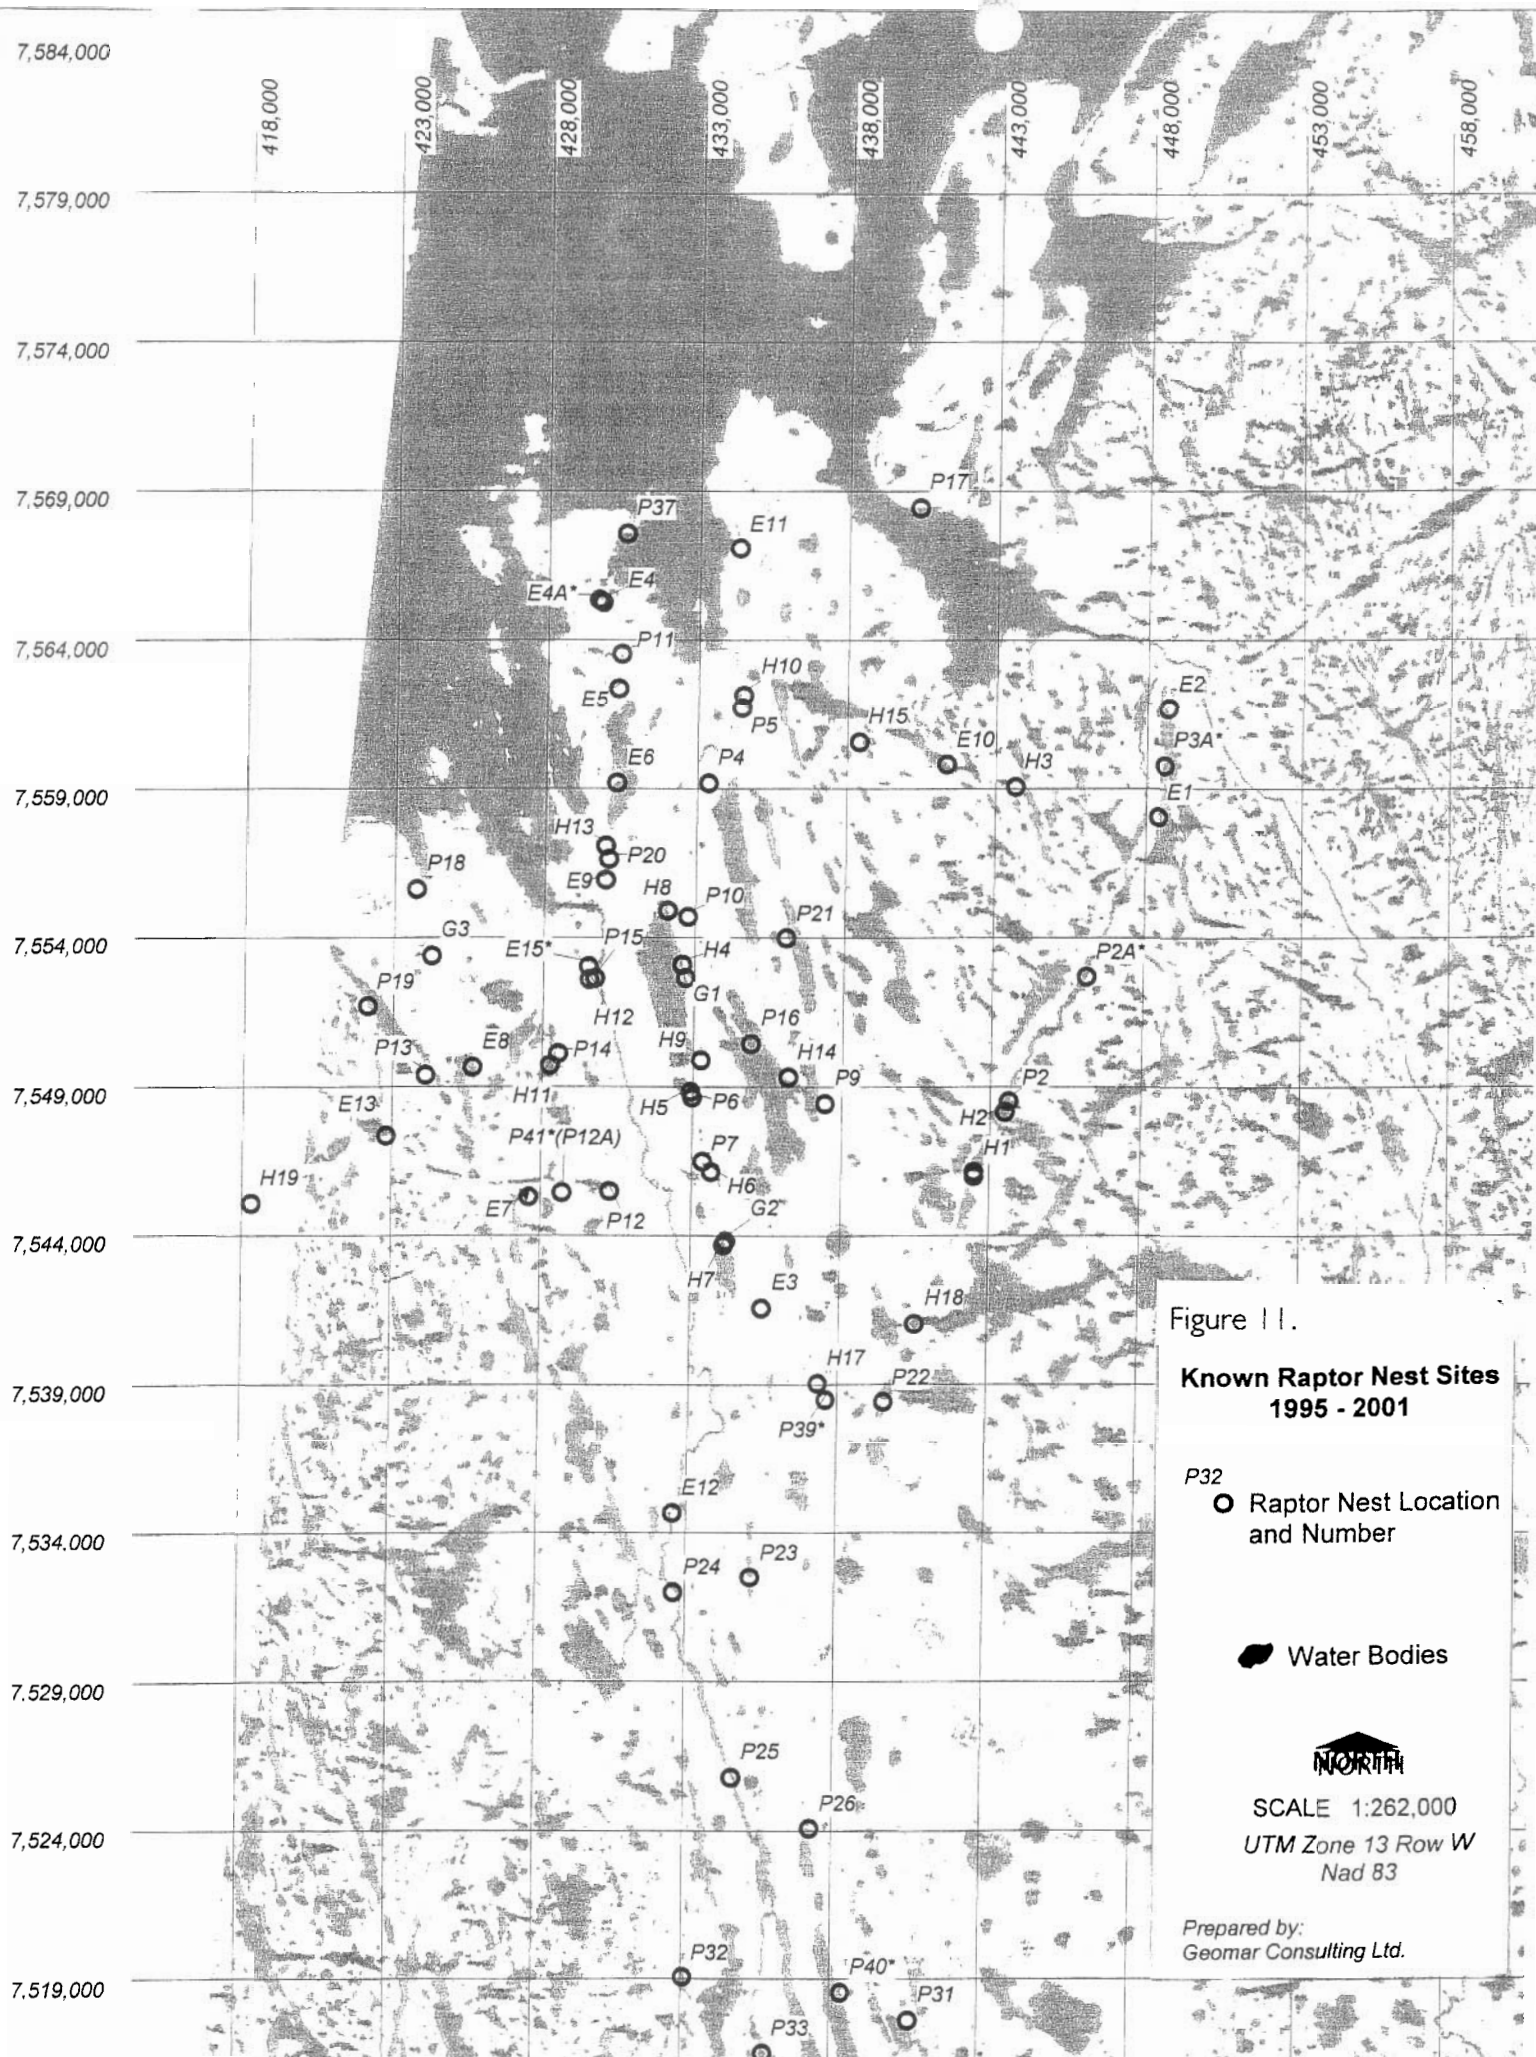 7,584,000
418,000
423,000
428,000
433,000
438,000
443,000
448,000
453,000
458,000
7,579,000
7,574,000
7,569,000
P17
P37
E11
E4A*
E4
7,564,000
P11
H10
E5
P5
E2
H15
E10
P3A*
E6
P4
H3
7,559,000
E1
H13
P20
P18
E9
H8
P10
P21
G3
7,554,000
E15*
P15
H4
P2A*
P19
G1
H12
P16
P13
E8
P14
H9
H14
P2
7,549,000
H11
H5
P6
P9
E13
H2
P41*(P12A)
P7
H1
H19
H6
E7
P12
G2
7,544,000
H7
E3
H18
Figure 11.
H17
Known Raptor Nest Sites
1995 - 2001
7,539,000
P22
P39*
P32
Raptor Nest Location
and Number
E12
7,534,000
P24
P23
Water Bodies
7,529,000
P25
NORTH
NORTH
P26
SCALE 1:262,000
7,524,000
UTM Zone 13 Row W
Nad 83
Prepared by:
Geomar Consulting Ltd.
P32
P40*
7,519,000
P31
P33